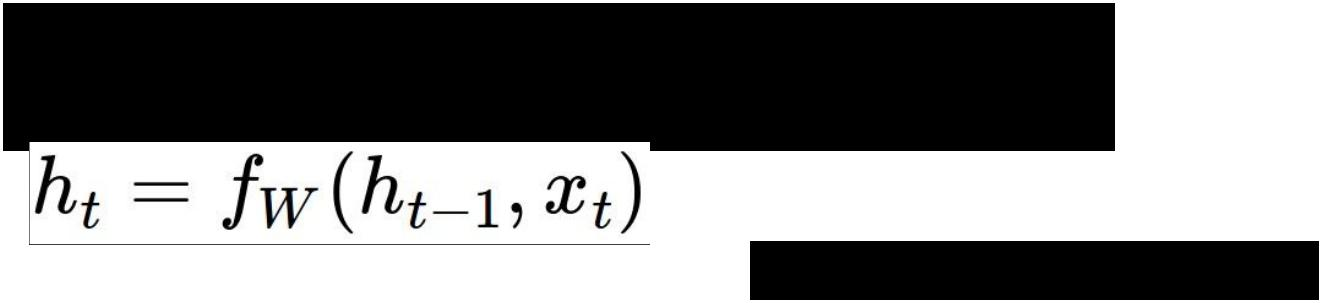 h_t = f_W(h_{t-1}, x_t)